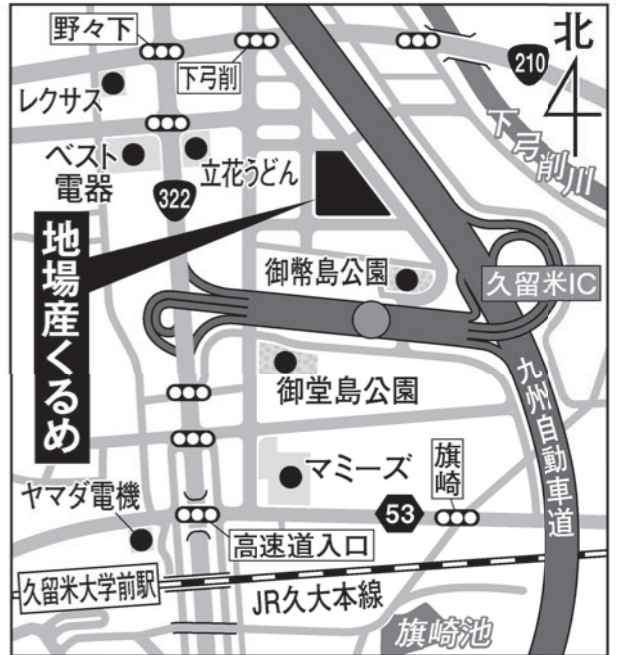 野々下
下弓削
北
210
レクサス
下弓削川
ベスト
電器
立花うどん
322
地場産くるめ
御幣島公園
久留米IC
御堂島公園
九州自動車道
マミーズ
旗崎
ヤマダ電機
53
高速道入口
久留米大学前駅
JR久大本線
旗崎池